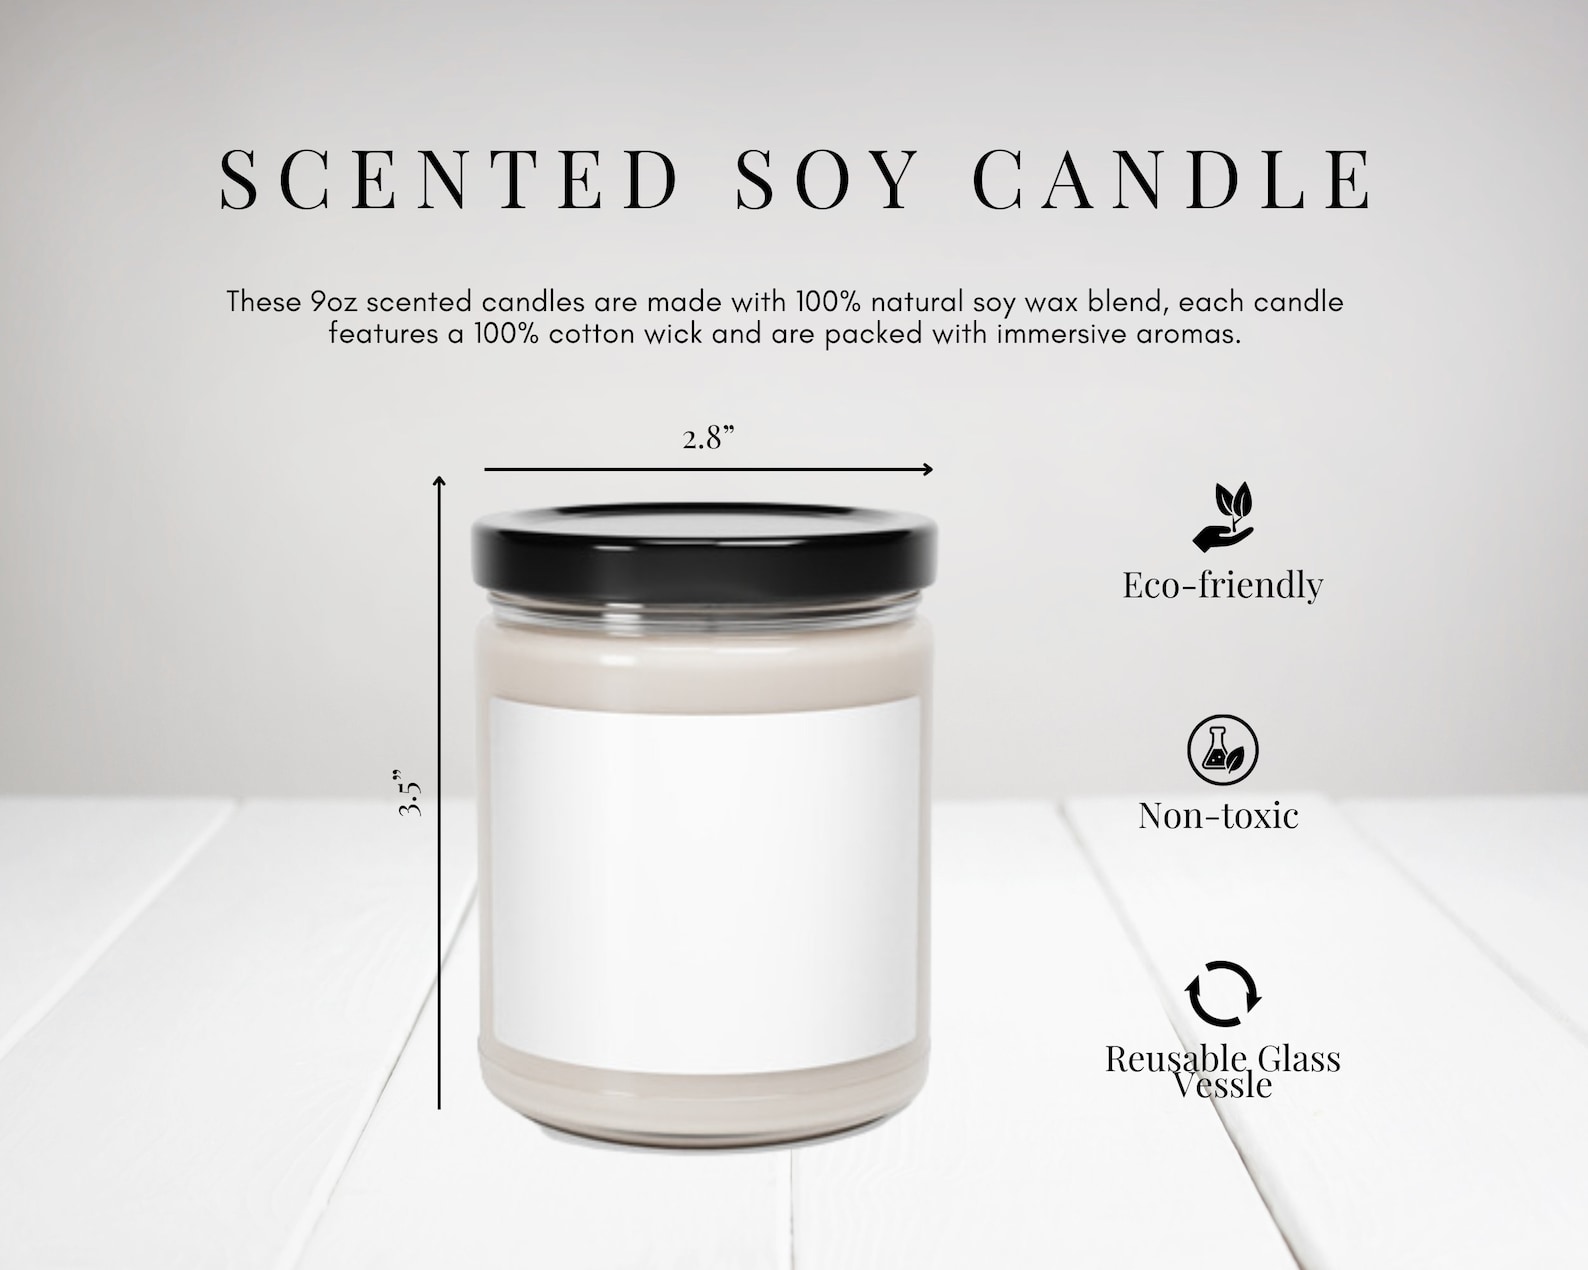 SCENTED SOY CANDLE
These 9oz scented candles are made with 100% natural soy wax blend, each candle
features a 100% cotton wick and are packed with immersive aromas.
2.8”
3.5”
Eco-friendly
Non-toxic
Reusable Glass
Vessle